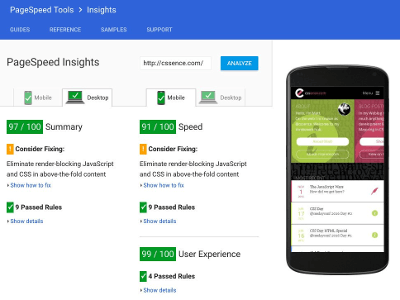 PageSpeed Tools > Insights
GUIDES REFERENCE SAMPLES SUPPORT
PageSpeed Insights
http://cssence.com/
ANALYZE
Mobile Desktop
97 / 100 Summary
! Consider Fixing:
Eliminate render-blocking JavaScript
and CSS in above-the-fold content
Show how to fix
9 Passed Rules
Show details
Mobile Desktop
91 / 100 Speed
! Consider Fixing:
Eliminate render-blocking JavaScript
and CSS in above-the-fold content
Show how to fix
9 Passed Rules
Show details
99 / 100 User Experience
4 Passed Rules
Show details
Menu
The JavaScript Wars
CSS Day
CSS Day: HTML Special